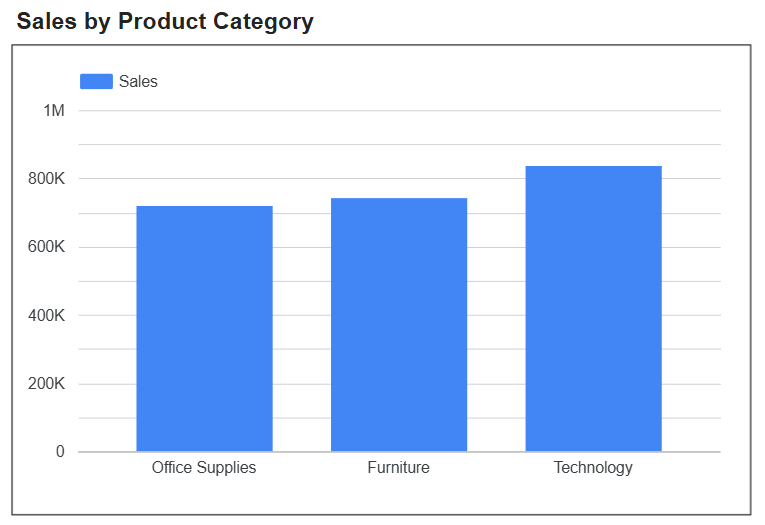 Sales by Product Category
Sales
1M
800K
600K
400K
200K
0
Office Supplies Furniture Technology